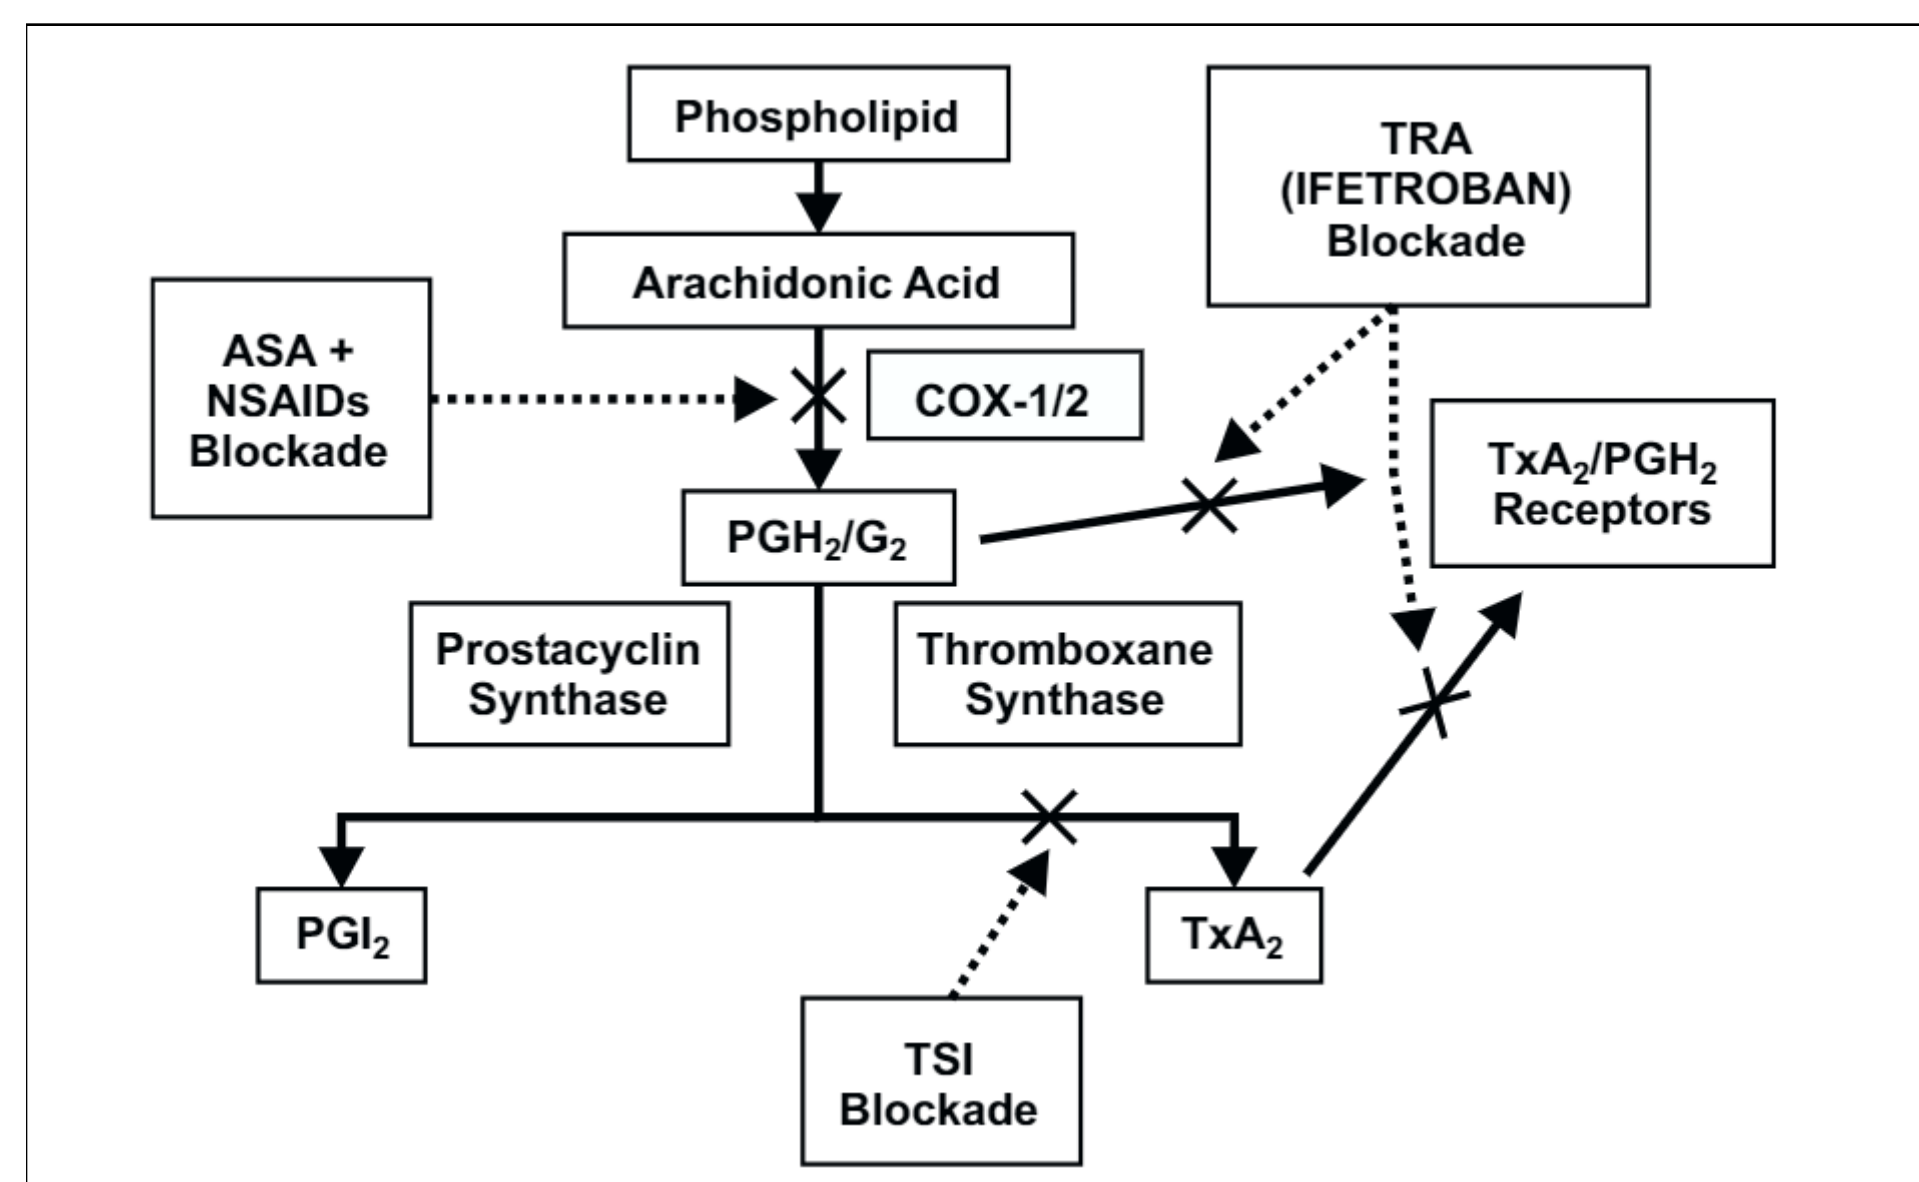 Phospholipid
TRA
(IFETROBAN)
Blockade
Arachidonic Acid
ASA +
NSAIDs
Blockade
COX-1/2
TxA₂/PGH₂
Receptors
PGH₂/G₂
Prostacyclin
Synthase
Thromboxane
Synthase
PGI₂
TxA₂
TSI
Blockade